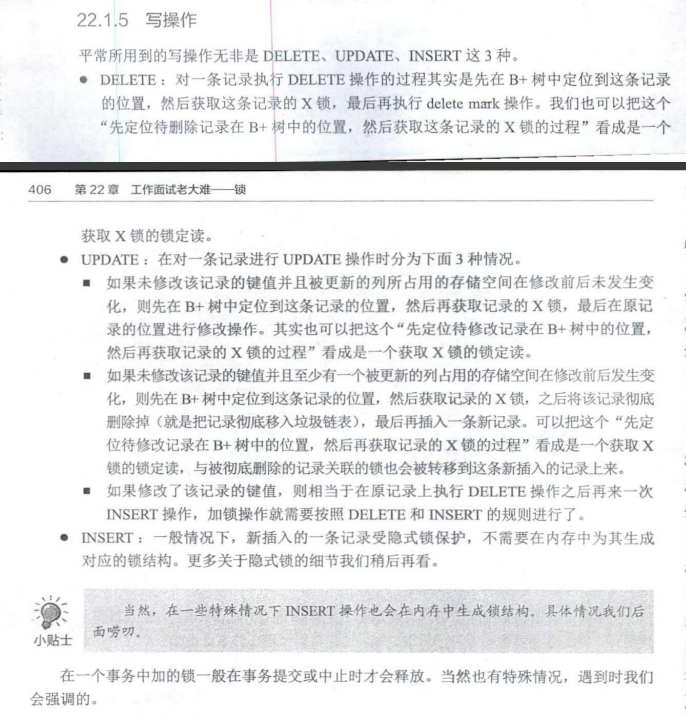 22.1.5 写操作
平常所用到的写操作无非是 DELETE、UPDATE、INSERT 这 3 种。
● DELETE：对一条记录执行 DELETE 操作的过程其实是先在 B+ 树中定位到这条记录
的位置，然后获取这条记录的 X 锁，最后再执行 delete mark 操作。我们也可以把这个
“先定位待删除记录在 B+ 树中的位置，然后获取这条记录的 X 锁的过程”看成是一个
406 第 22 章 工作面试老大难——锁
获取 X 锁的锁定读。
● UPDATE：在对一条记录进行 UPDATE 操作时分为下面 3 种情况。
■ 如果未修改该记录的键值并且被更新的列所占用的存储空间在修改前后未发生变
化，则先在 B+ 树中定位到这条记录的位置，然后再获取记录的 X 锁，最后在原记
录的位置进行修改操作。其实也可以把这个“先定位待修改记录在 B+ 树中的位置，
然后再获取记录的 X 锁的过程”看成是一个获取 X 锁的锁定读。
■ 如果未修改该记录的键值并且至少有一个被更新的列占用的存储空间在修改前后发生变
化，则先在 B+ 树中定位到这条记录的位置，然后获取记录的 X 锁，之后将该记录彻底
删除掉（就是把记录彻底移入垃圾链表），最后再插入一条新记录。可以把这个“先定
位待修改记录在 B+ 树中的位置，然后再获取记录的 X 锁的过程”看成是一个获取 X
锁的锁定读，与被彻底删除的记录关联的锁也会被转移到这条新插入的记录上来。
■ 如果修改了该记录的键值，则相当于在原记录上执行 DELETE 操作之后再来一次
INSERT 操作，加锁操作就需要按照 DELETE 和 INSERT 的规则进行了。
● INSERT：一般情况下，新插入的一条记录受隐式锁保护，不需要在内存中为其生成
对应的锁结构。更多关于隐式锁的细节我们稍后再看。
当然，在一些特殊情况下 INSERT 操作也会在内存中生成锁结构，具体情况我们后
面唠叨。
小贴士
在一个事务中加的锁一般在事务提交或中止时才会释放。当然也有特殊情况，遇到时我们
会强调的。